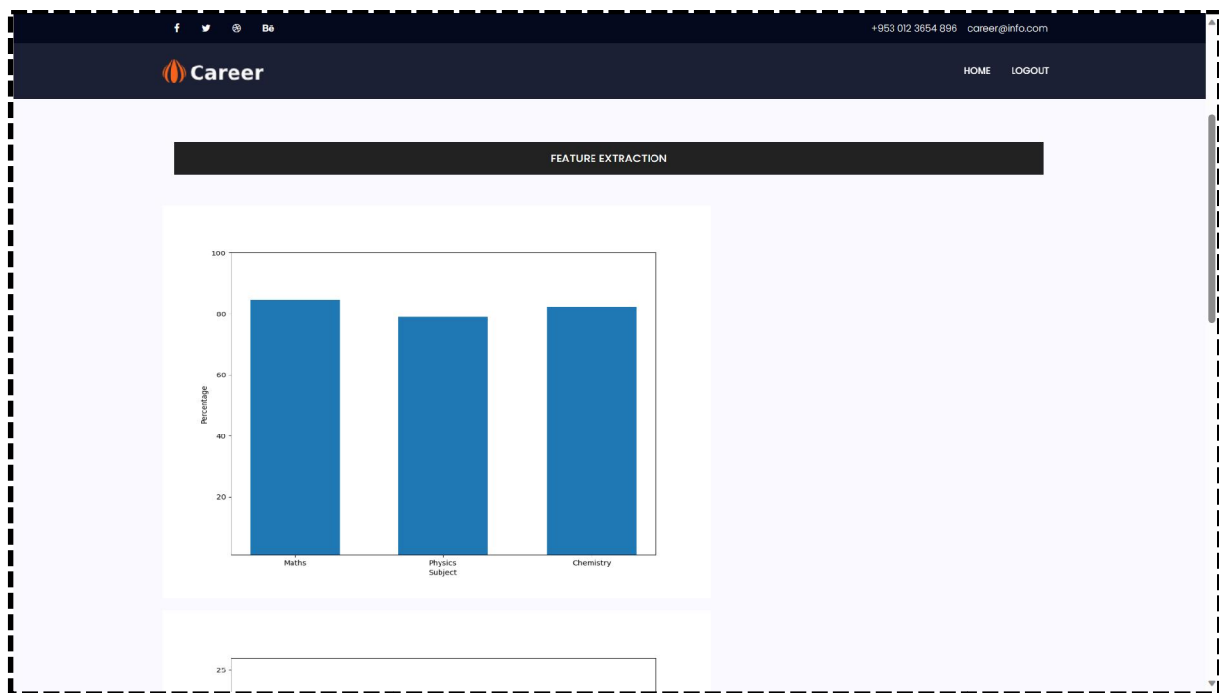 Bē
+953 012 3654 896 career@info.com
Career
HOME LOGOUT
FEATURE EXTRACTION
100
80
60
40
20
Percentage
Maths Physics Chemistry
Subject
25